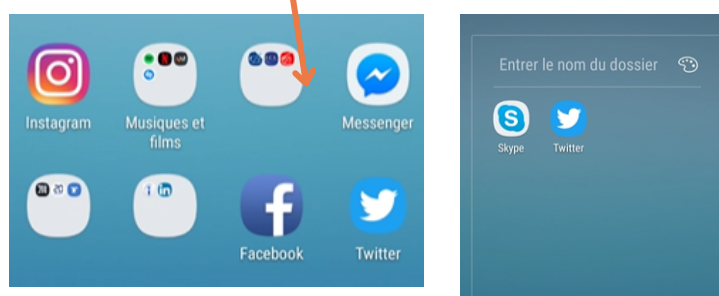 Instagram
Musiques et
films
Messenger
Facebook
Twitter
Entrer le nom du dossier
Skype
Twitter